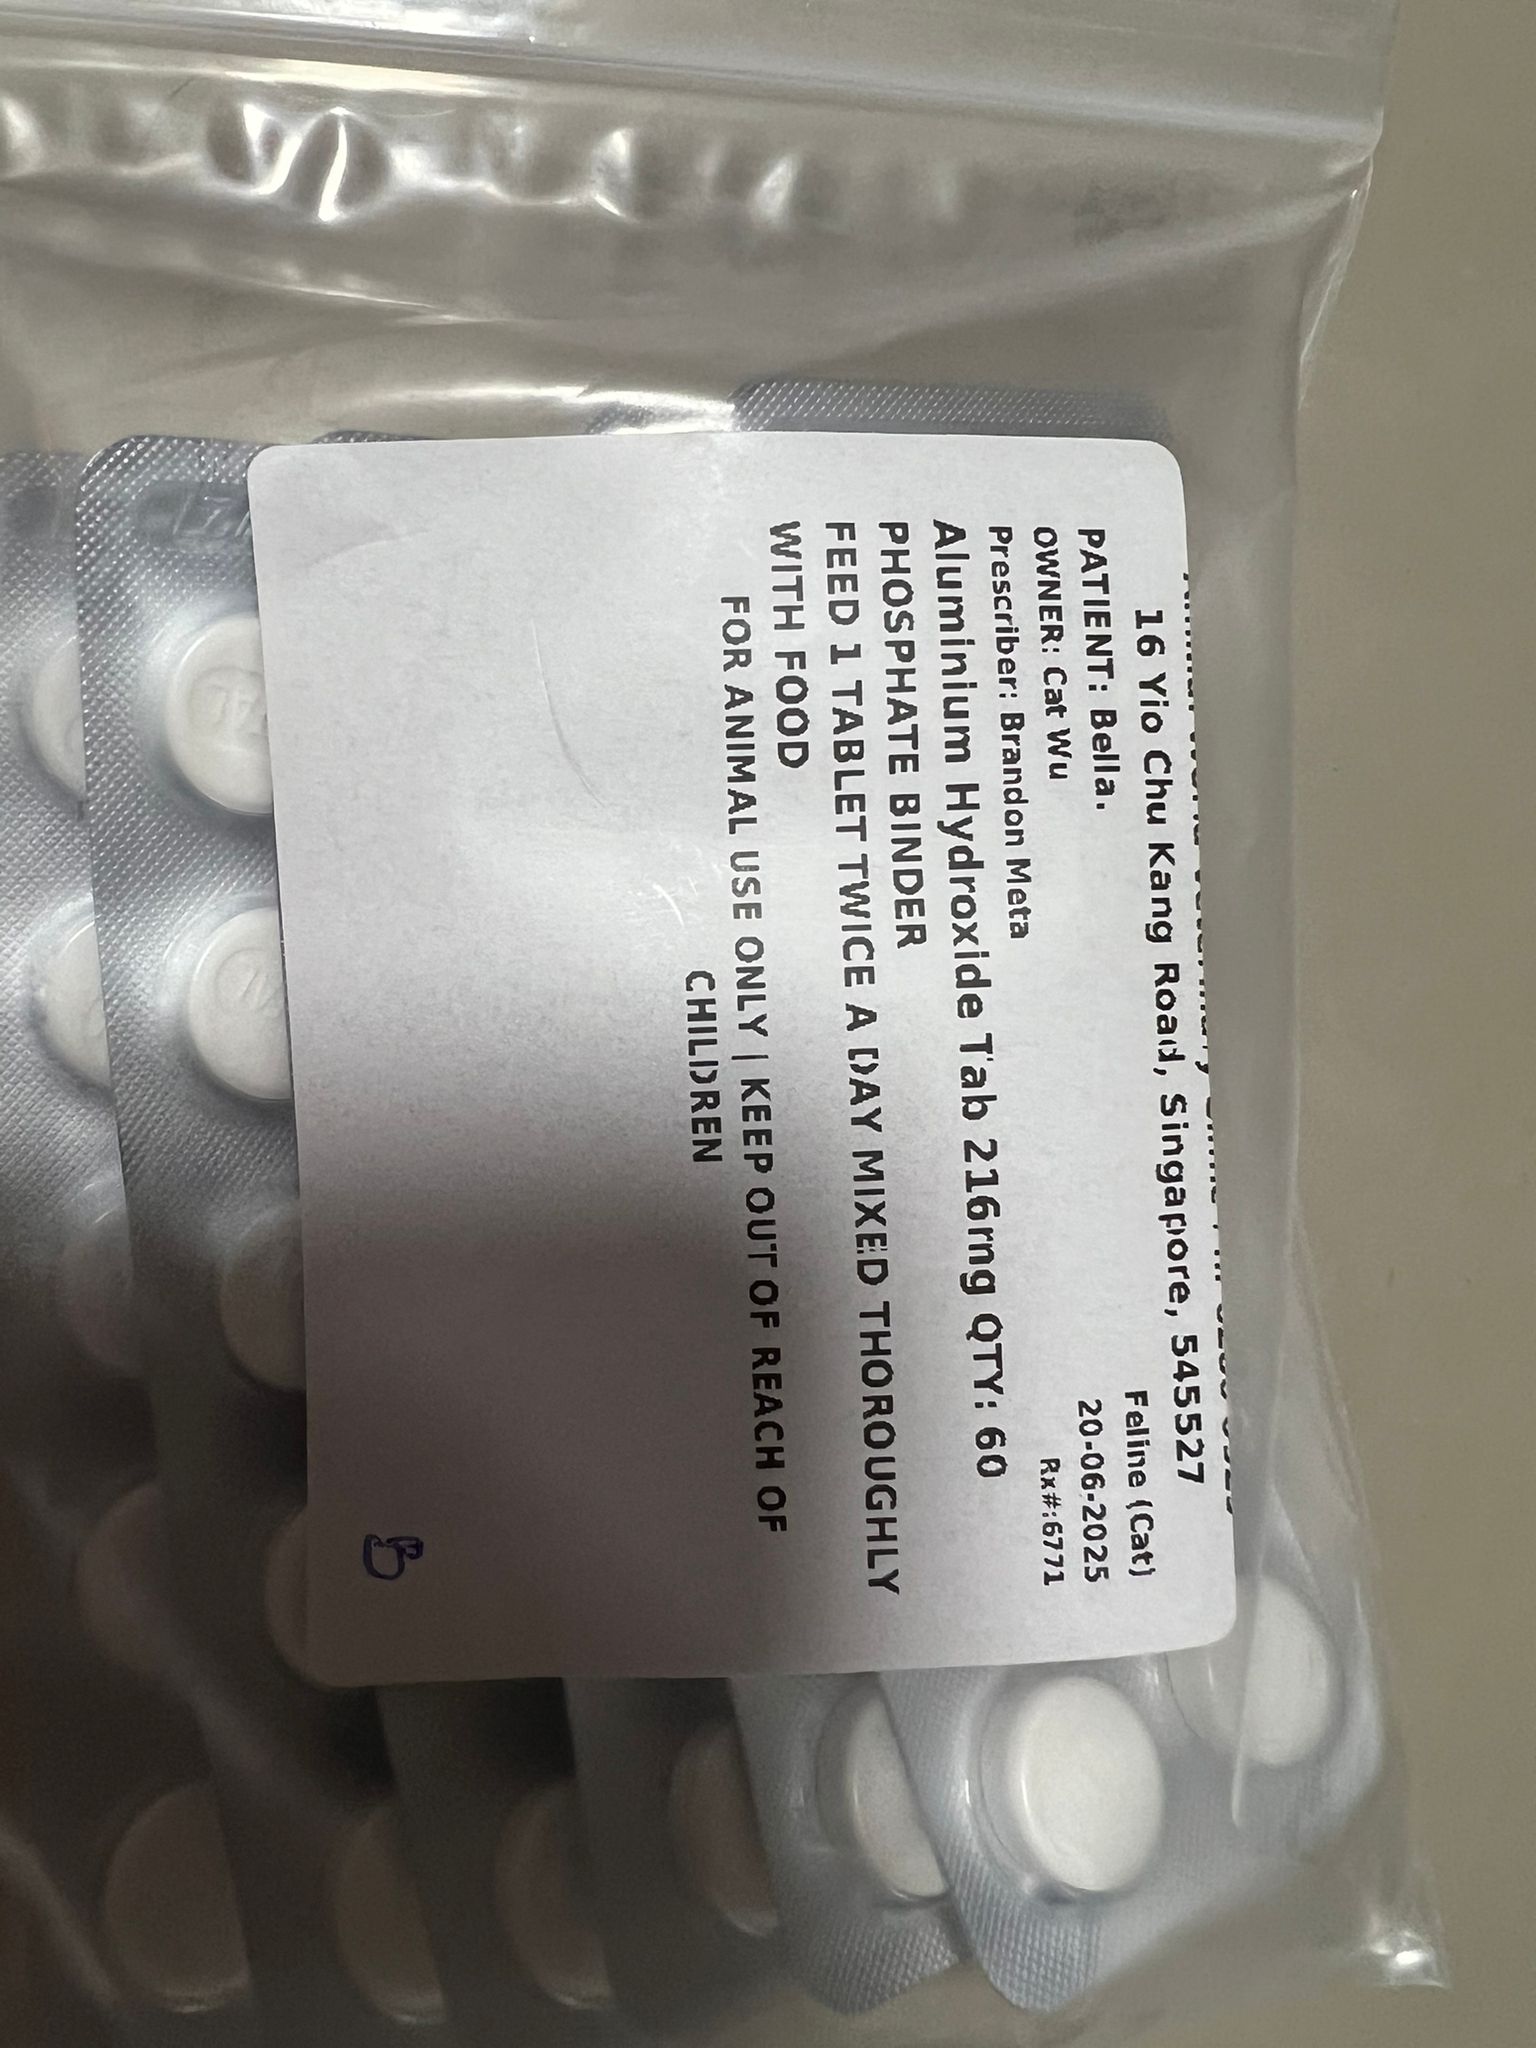 16 Yio Chu Kang Road, Singapore, 545527
PATIENT: Bella. Feline (Cat)
OWNER: Cat Wu 20-06-2025
Prescriber: Brandon Meta Rx#:6771
Aluminium Hydroxide Tab 216mg QTY: 60
PHOSPHATE BINDER
FEED 1 TABLET TWICE A DAY MIXED THOROUGHLY
WITH FOOD
FOR ANIMAL USE ONLY | KEEP OUT OF REACH OF
CHILDREN